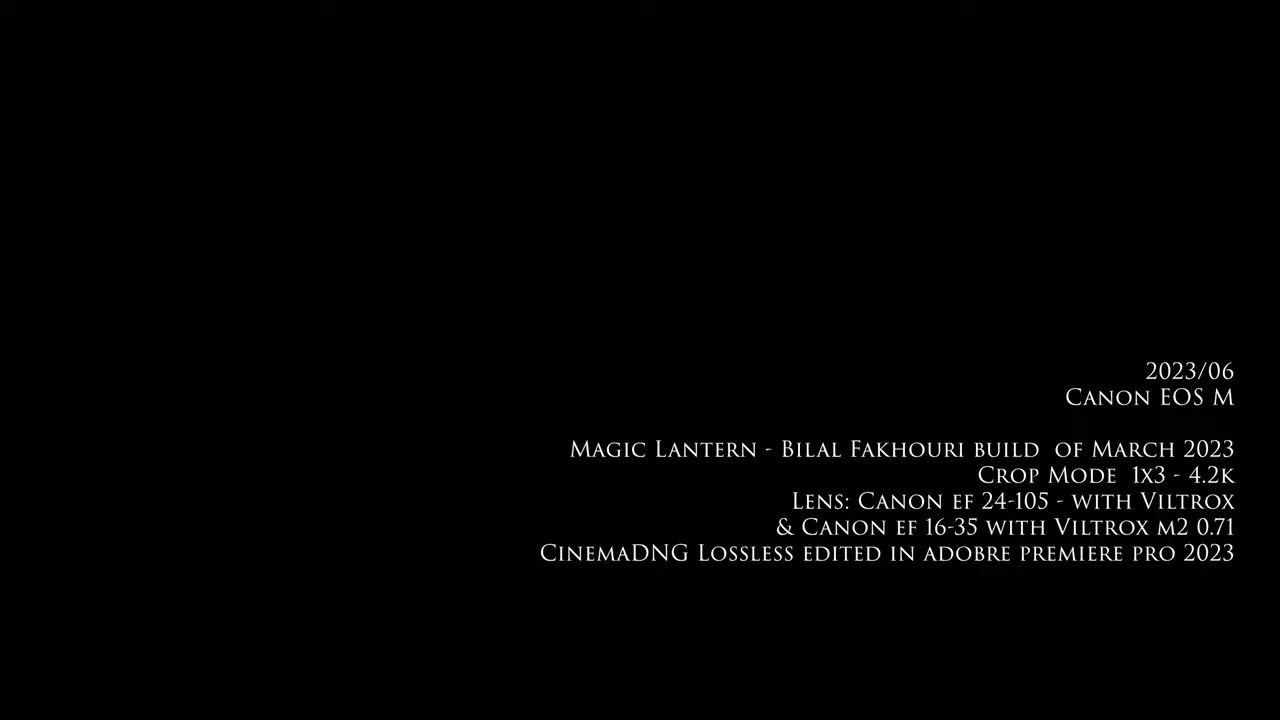 2023/06
Canon EOS M
Magic Lantern - Bilal Fakhouri build of March 2023
Crop Mode 1x3 - 4.2k
Lens: Canon ef 24-105 - with Viltrox
& Canon ef 16-35 with Viltrox m2 0.71
CinemaDNG Lossless edited in adobre premiere pro 2023